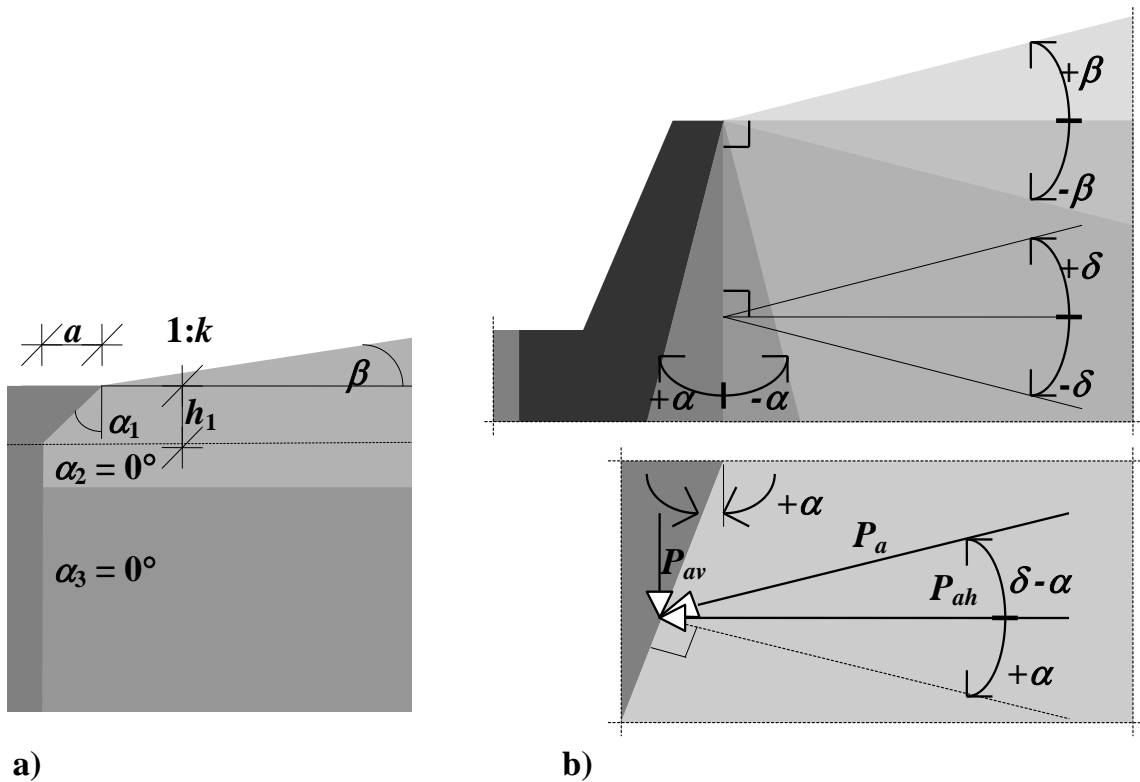 a
1:k
β
α₁
h₁
α₂ = 0°
α₃ = 0°
a)
+β
-β
+δ
-δ
+α
-α
+α
Pₐ
Pₐᵥ
Pₐₕ
δ-α
+α
b)